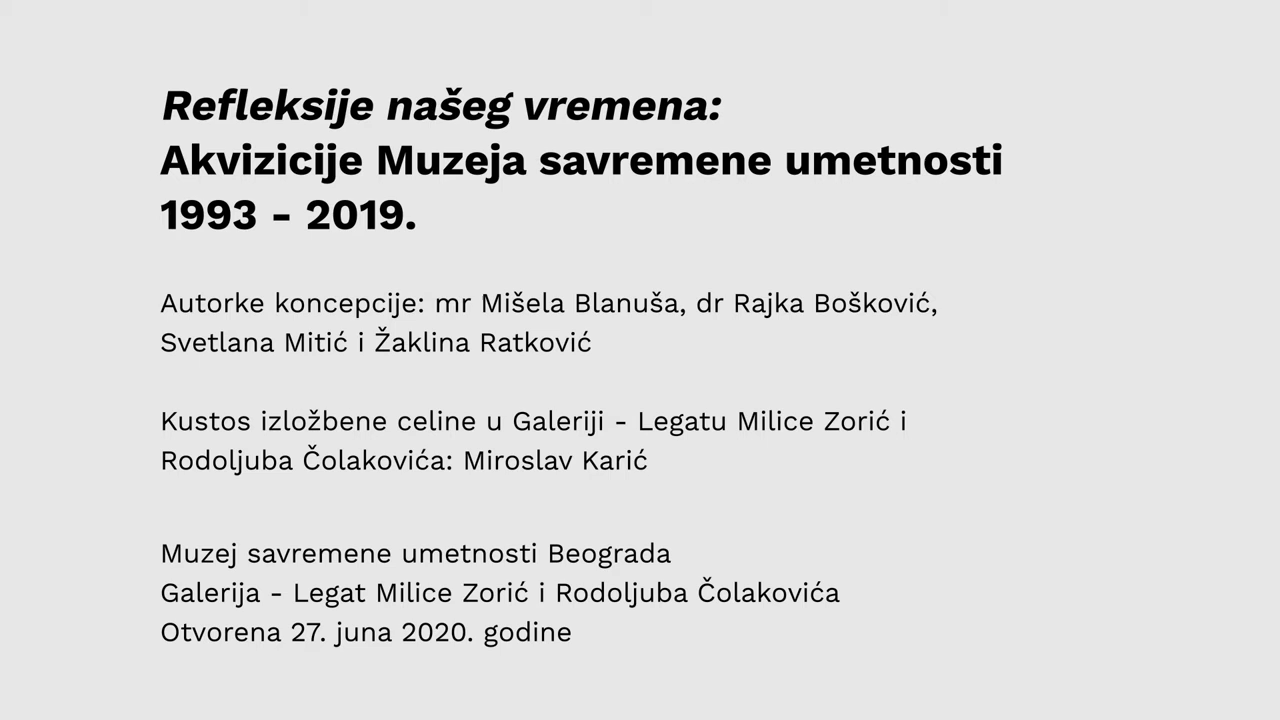 Refleksije našeg vremena:
Akvizicije Muzeja savremene umetnosti
1993 - 2019.
Autorke koncepcije: mr Mišela Blanuša, dr Rajka Bošković,
Svetlana Mitić i Žaklina Ratković
Kustos izložbene celine u Galeriji - Legatu Milice Zorić i
Rodoljuba Čolakovića: Miroslav Karić
Muzej savremene umetnosti Beograda
Galerija - Legat Milice Zorić i Rodoljuba Čolakovića
Otvorena 27. juna 2020. godine